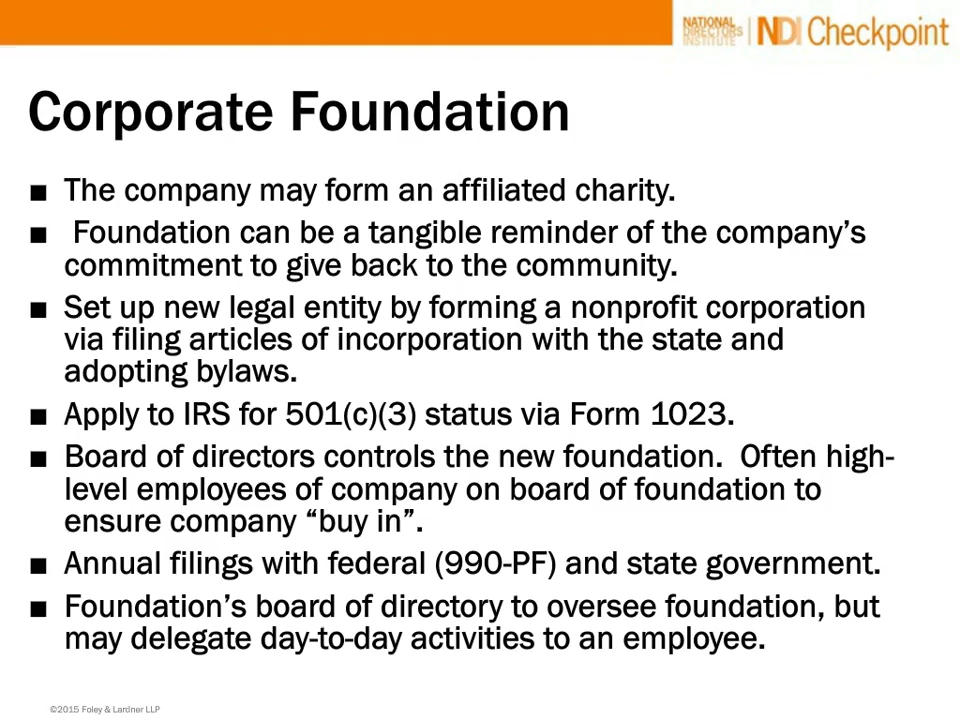 NATIONAL
DIRECTORS
INSTITUTE
NDI Checkpoint
Corporate Foundation
■ The company may form an affiliated charity.
■ Foundation can be a tangible reminder of the company’s
commitment to give back to the community.
■ Set up new legal entity by forming a nonprofit corporation
via filing articles of incorporation with the state and
adopting bylaws.
■ Apply to IRS for 501(c)(3) status via Form 1023.
■ Board of directors controls the new foundation. Often high-
level employees of company on board of foundation to
ensure company “buy in”.
■ Annual filings with federal (990-PF) and state government.
■ Foundation’s board of directory to oversee foundation, but
may delegate day-to-day activities to an employee.
©2015 Foley & Lardner LLP